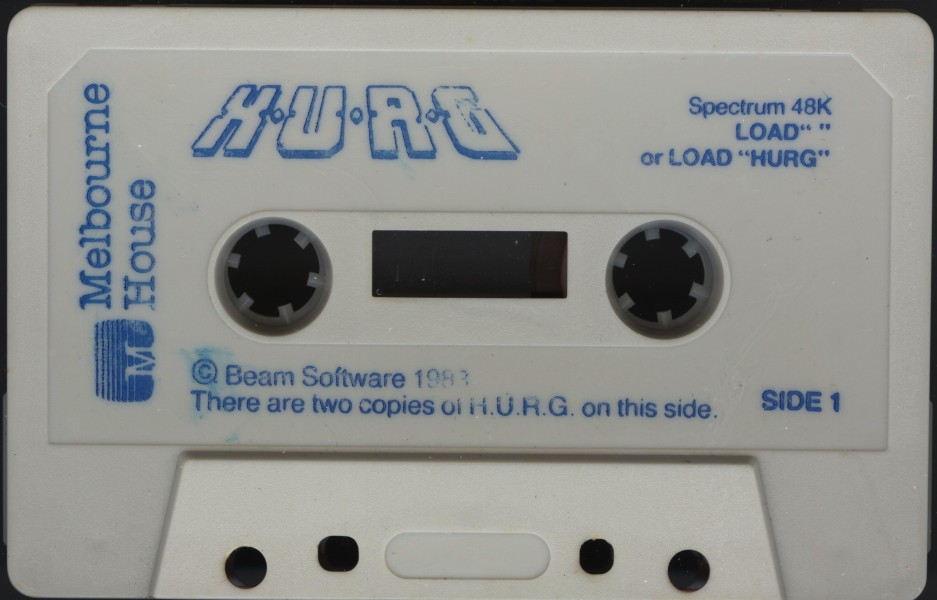 Melbourne
House
M
H.U.R.G
Spectrum 48K
LOAD“ ”
or LOAD “HURG”
© Beam Software 1983
There are two copies of H.U.R.G. on this side.
SIDE 1